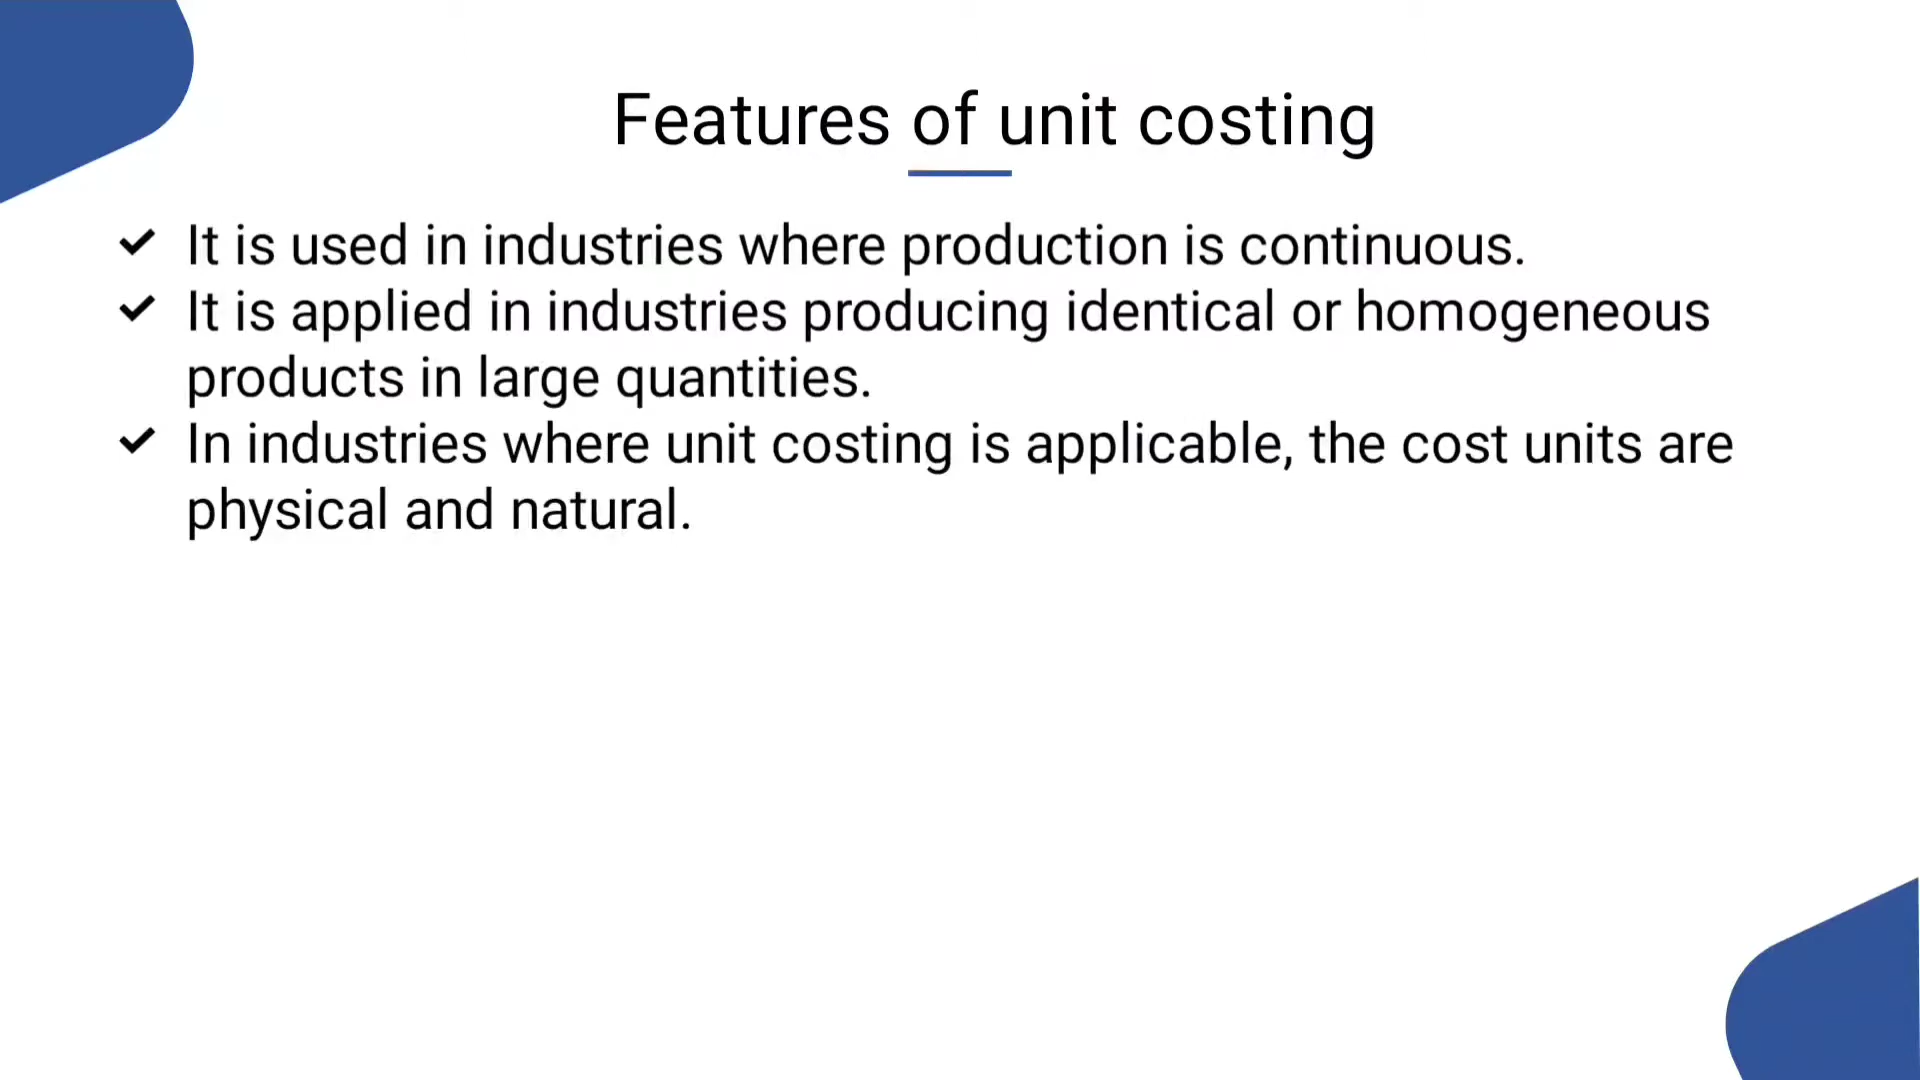 Features of unit costing
✔ It is used in industries where production is continuous.
✔ It is applied in industries producing identical or homogeneous
products in large quantities.
✔ In industries where unit costing is applicable, the cost units are
physical and natural.